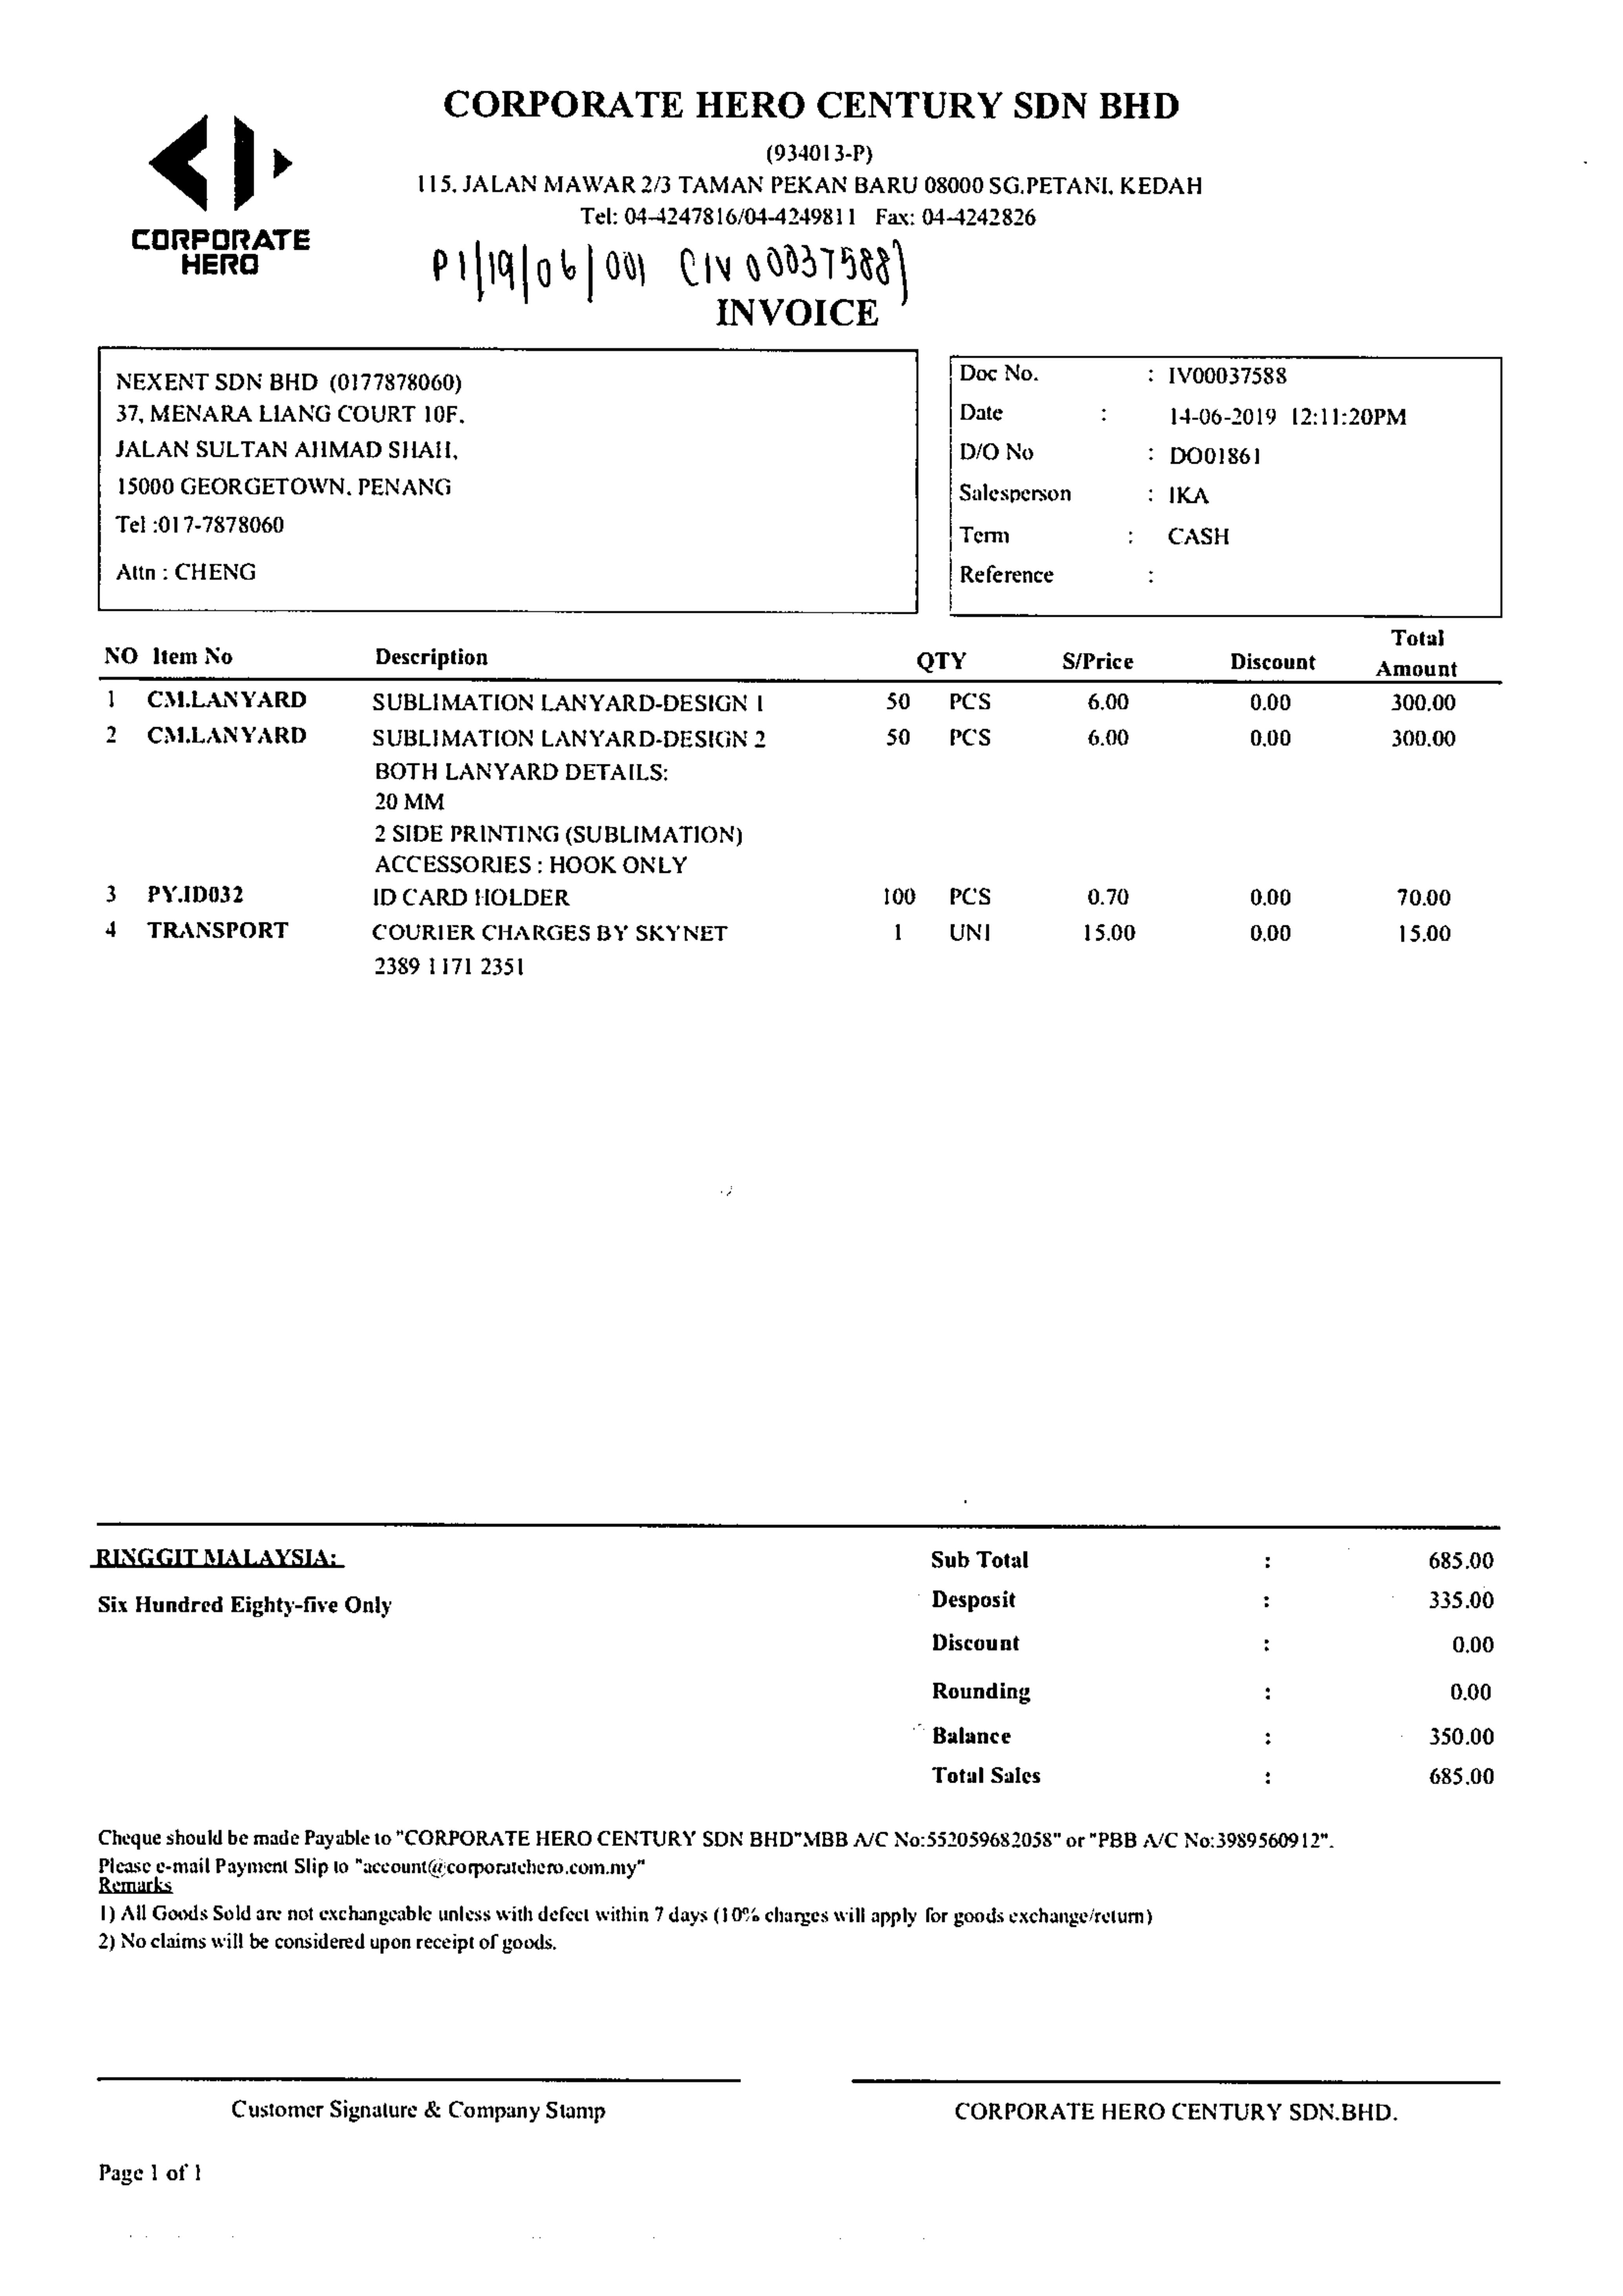 CORPORATE HERO CENTURY SDN BHD
(934013-P)
115, JALAN MAWAR 2/3 TAMAN PEKAN BARU 08000 SG.PETANI, KEDAH
Tel: 04-4247816/04-4249811 Fax: 04-4242826
CORPORATE
HERO
PI/19/06/001 (IV00037588)
INVOICE
NEXENT SDN BHD (0177878060)
37, MENARA LIANG COURT 10F,
JALAN SULTAN AHMAD SHAH,
15000 GEORGETOWN, PENANG
Tel :017-7878060
Attn : CHENG
Doc No. : IV00037588
Date : 14-06-2019 12:11:20PM
D/O No : DO01861
Salesperson : IKA
Term : CASH
Reference :
NO Item No Description QTY S/Price Discount Total Amount
1 CM.LANYARD SUBLIMATION LANYARD-DESIGN 1 50 PCS 6.00 0.00 300.00
2 CM.LANYARD SUBLIMATION LANYARD-DESIGN 2 50 PCS 6.00 0.00 300.00
BOTH LANYARD DETAILS:
20 MM
2 SIDE PRINTING (SUBLIMATION)
ACCESSORIES : HOOK ONLY
3 PY.ID032 ID CARD HOLDER 100 PCS 0.70 0.00 70.00
4 TRANSPORT COURIER CHARGES BY SKYNET 1 UNI 15.00 0.00 15.00
2389 1171 2351
RINGGIT MALAYSIA:
Six Hundred Eighty-five Only
Sub Total : 685.00
Desposit : 335.00
Discount : 0.00
Rounding : 0.00
Balance : 350.00
Total Sales : 685.00
Cheque should be made Payable to "CORPORATE HERO CENTURY SDN BHD"MBB A/C No:552059682058" or "PBB A/C No:3989560912".
Please e-mail Payment Slip to "account@corporatehero.com.my"
Remarks
1) All Goods Sold are not exchangeable unless with defect within 7 days (10% charges will apply for goods exchange/return)
2) No claims will be considered upon receipt of goods.
Customer Signature & Company Stamp
CORPORATE HERO CENTURY SDN.BHD.
Page 1 of 1